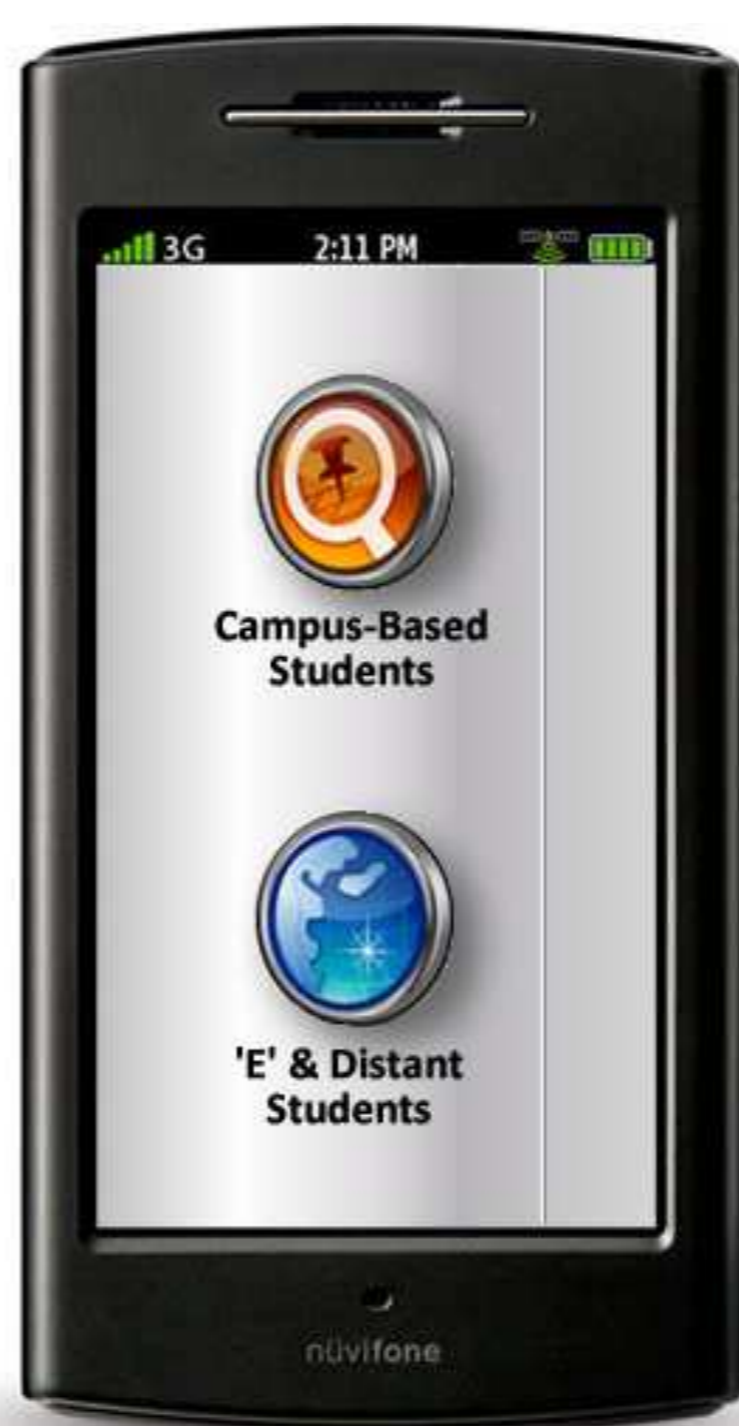 3G 2:11 PM
Campus-Based
Students
'E' & Distant
Students
nüvifone